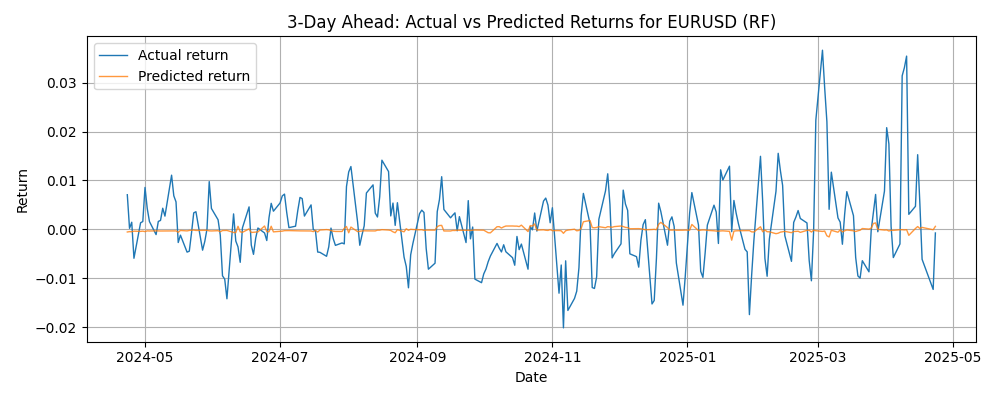 3-Day Ahead: Actual vs Predicted Returns for EURUSD (RF)
Actual return
Predicted return
Return
0.03
0.02
0.01
0.00
−0.01
−0.02
2024-05 2024-07 2024-09 2024-11 2025-01 2025-03 2025-05
Date